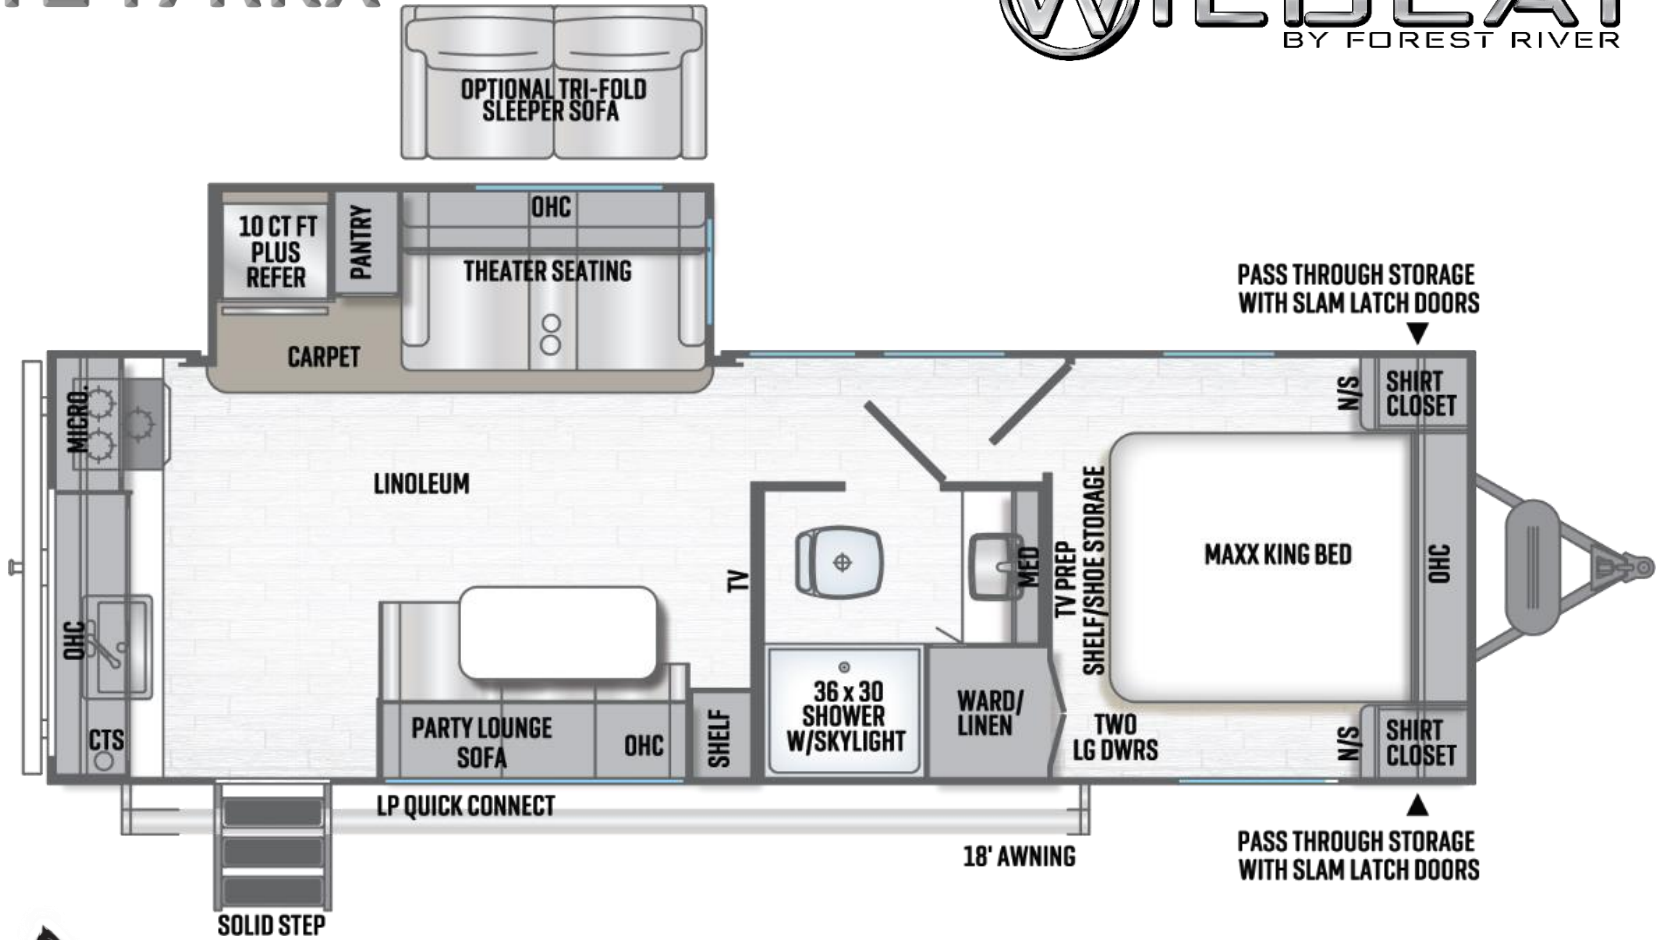 WILDCAT
BY FOREST RIVER
OPTIONAL TRI-FOLD
SLEEPER SOFA
OHC
10 CT FT
PLUS
REFER
PANTRY
THEATER SEATING
CARPET
PASS THROUGH STORAGE
WITH SLAM LATCH DOORS
MICRO.
N/S
SHIRT
CLOSET
LINOLEUM
TV
MED
TV PREP
SHELF/SHOE STORAGE
MAXX KING BED
OHC
OHC
CTS
PARTY LOUNGE
SOFA
OHC
SHELF
36 x 30
SHOWER
W/SKYLIGHT
WARD/
LINEN
TWO
LG DWRS
N/S
SHIRT
CLOSET
LP QUICK CONNECT
18' AWNING
PASS THROUGH STORAGE
WITH SLAM LATCH DOORS
SOLID STEP